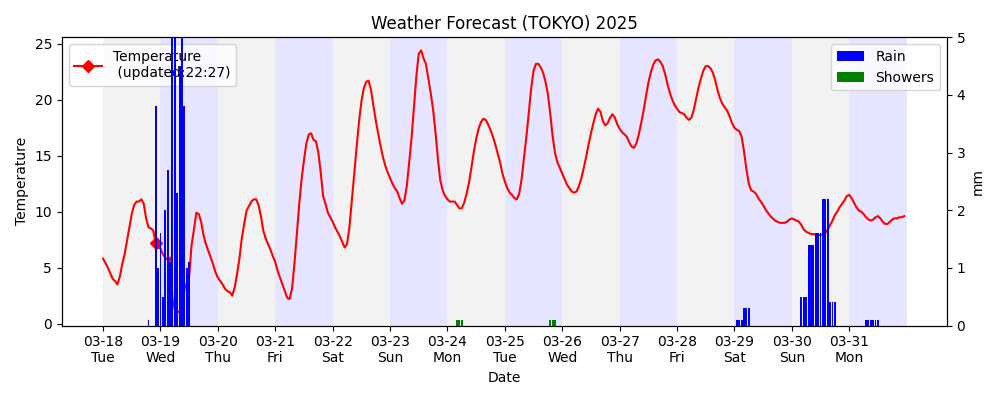 Weather Forecast (TOKYO) 2025
Temperature
(updated:22:27)
Rain
Showers
25
20
15
10
5
0
Temperature
5
4
3
2
1
0
mm
03-18 03-19 03-20 03-21 03-22 03-23 03-24 03-25 03-26 03-27 03-28 03-29 03-30 03-31
Tue Wed Thu Fri Sat Sun Mon Tue Wed Thu Fri Sat Sun Mon
Date